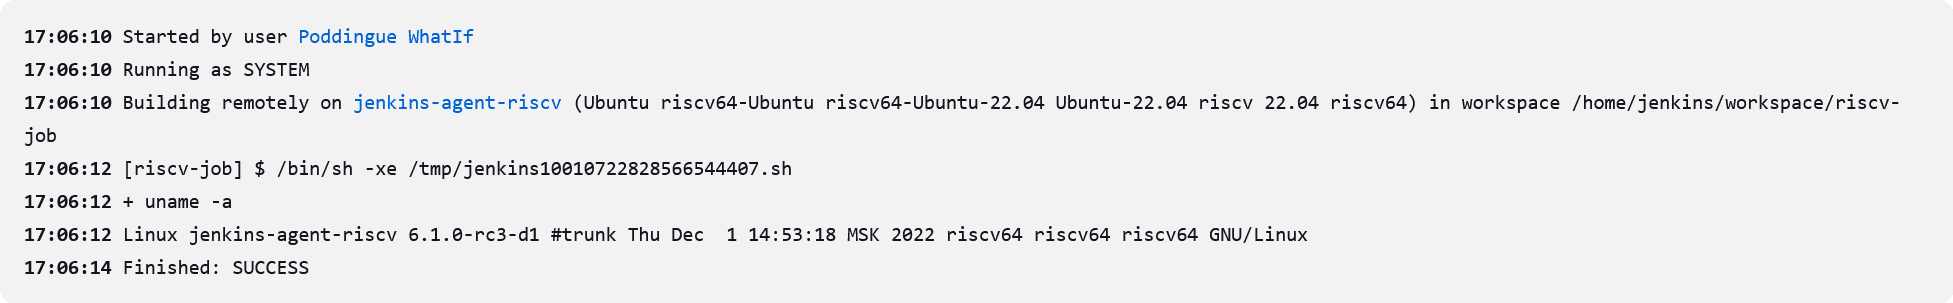 17:06:10 Started by user Poddingue WhatIf
17:06:10 Running as SYSTEM
17:06:10 Building remotely on jenkins-agent-riscv (Ubuntu riscv64-Ubuntu riscv64-Ubuntu-22.04 Ubuntu-22.04 riscv 22.04 riscv64) in workspace /home/jenkins/workspace/riscv-
job
17:06:12 [riscv-job] $ /bin/sh -xe /tmp/jenkins10010722828566544407.sh
17:06:12 + uname -a
17:06:12 Linux jenkins-agent-riscv 6.1.0-rc3-d1 #trunk Thu Dec  1 14:53:18 MSK 2022 riscv64 riscv64 riscv64 GNU/Linux
17:06:14 Finished: SUCCESS